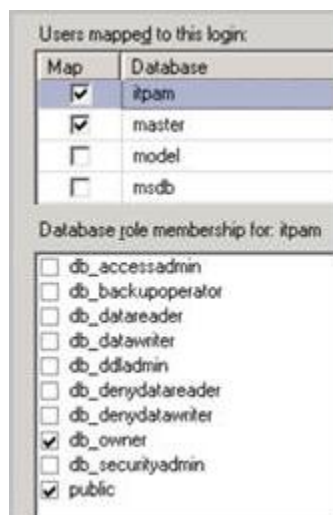 Users mapped to this login:
Map Database
itpam
master
model
msdb
Database role membership for: itpam
db_accessadmin
db_backupoperator
db_datareader
db_datawriter
db_ddladmin
db_denydatareader
db_denydatawriter
db_owner
db_securityadmin
public